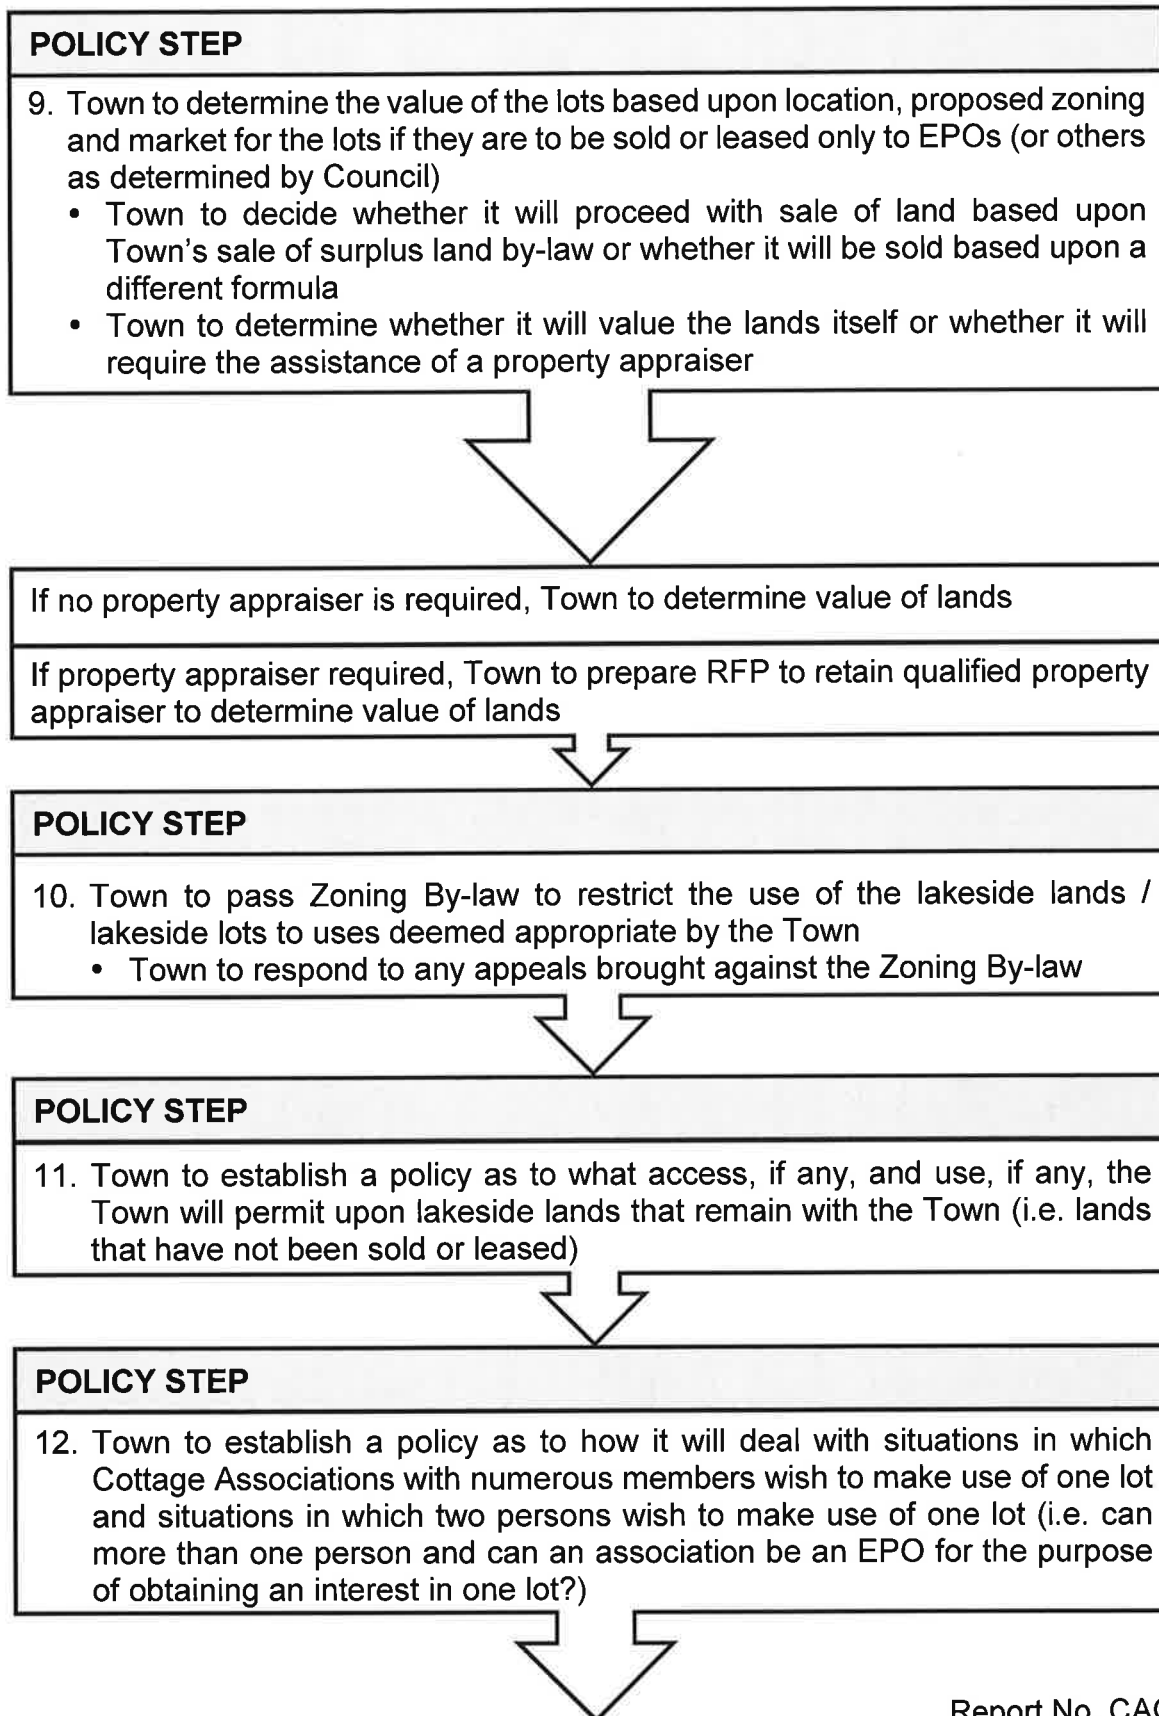 POLICY STEP
9. Town to determine the value of the lots based upon location, proposed zoning
and market for the lots if they are to be sold or leased only to EPOs (or others
as determined by Council)
• Town to decide whether it will proceed with sale of land based upon
Town's sale of surplus land by-law or whether it will be sold based upon a
different formula
• Town to determine whether it will value the lands itself or whether it will
require the assistance of a property appraiser
If no property appraiser is required, Town to determine value of lands
If property appraiser required, Town to prepare RFP to retain qualified property
appraiser to determine value of lands
POLICY STEP
10. Town to pass Zoning By-law to restrict the use of the lakeside lands /
lakeside lots to uses deemed appropriate by the Town
• Town to respond to any appeals brought against the Zoning By-law
POLICY STEP
11. Town to establish a policy as to what access, if any, and use, if any, the
Town will permit upon lakeside lands that remain with the Town (i.e. lands
that have not been sold or leased)
POLICY STEP
12. Town to establish a policy as to how it will deal with situations in which
Cottage Associations with numerous members wish to make use of one lot
and situations in which two persons wish to make use of one lot (i.e. can
more than one person and can an association be an EPO for the purpose
of obtaining an interest in one lot?)
Report No.